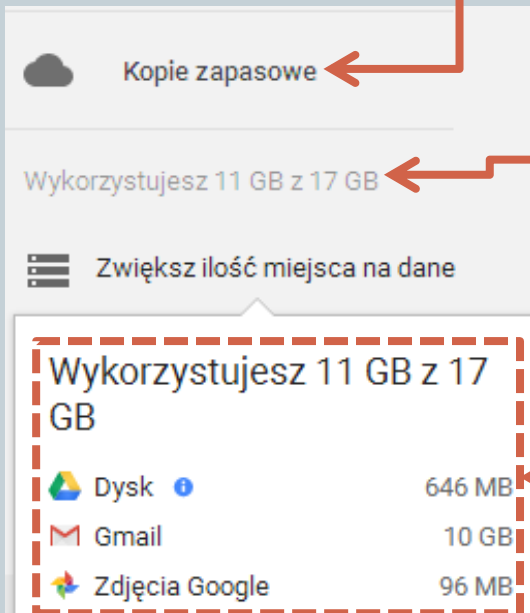 Kopie zapasowe
Wykorzystujesz 11 GB z 17 GB
Zwiększ ilość miejsca na dane
Wykorzystujesz 11 GB z 17
GB
Dysk 646 MB
Gmail 10 GB
Zdjęcia Google 96 MB